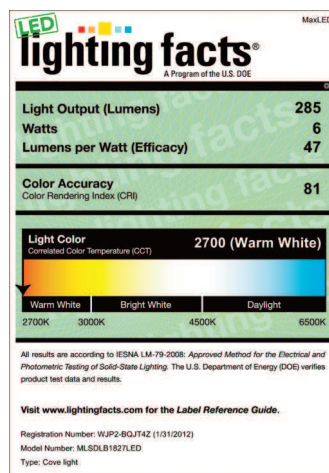 MaxLED
LED
lighting facts®
A Program of the U.S. DOE
©
Light Output (Lumens) 285
Watts 6
Lumens per Watt (Efficacy) 47
Color Accuracy 81
Color Rendering Index (CRI)
Light Color 2700 (Warm White)
Correlated Color Temperature (CCT)
Warm White Bright White Daylight
2700K 3000K 4500K 6500K
All results are according to IESNA LM-79-2008: Approved Method for the Electrical and
Photometric Testing of Solid-State Lighting. The U.S. Department of Energy (DOE) verifies
product test data and results.
Visit www.lightingfacts.com for the Label Reference Guide.
Registration Number: WJP2-BQJT4Z (1/31/2012)
Model Number: MLSDLB1827LED
Type: Cove light